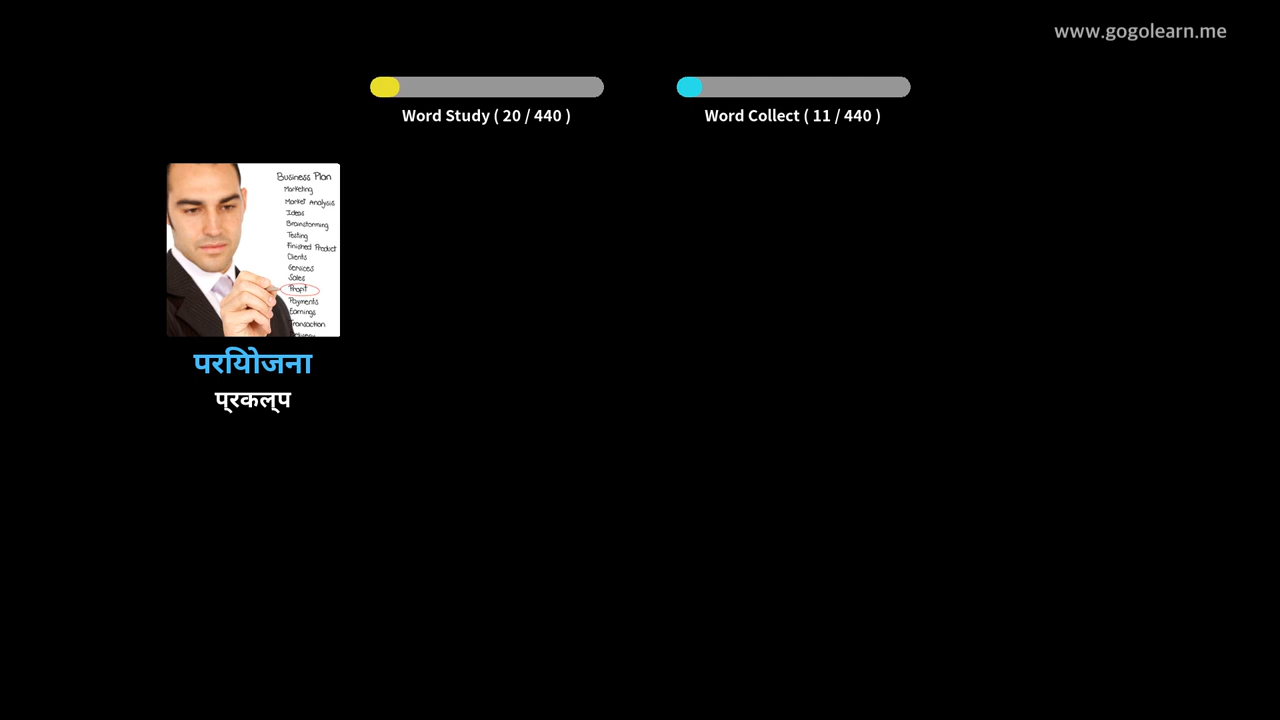 www.gogolearn.me
Word Study ( 20 / 440 )
Word Collect ( 11 / 440 )
Business Plan
Marketing
Market Analysis
Ideas
Brainstorming
Testing
Finished Product
Clients
Services
Sales
Profit
Payments
Earnings
Transaction
Delivery
परियोजना
प्रकल्प